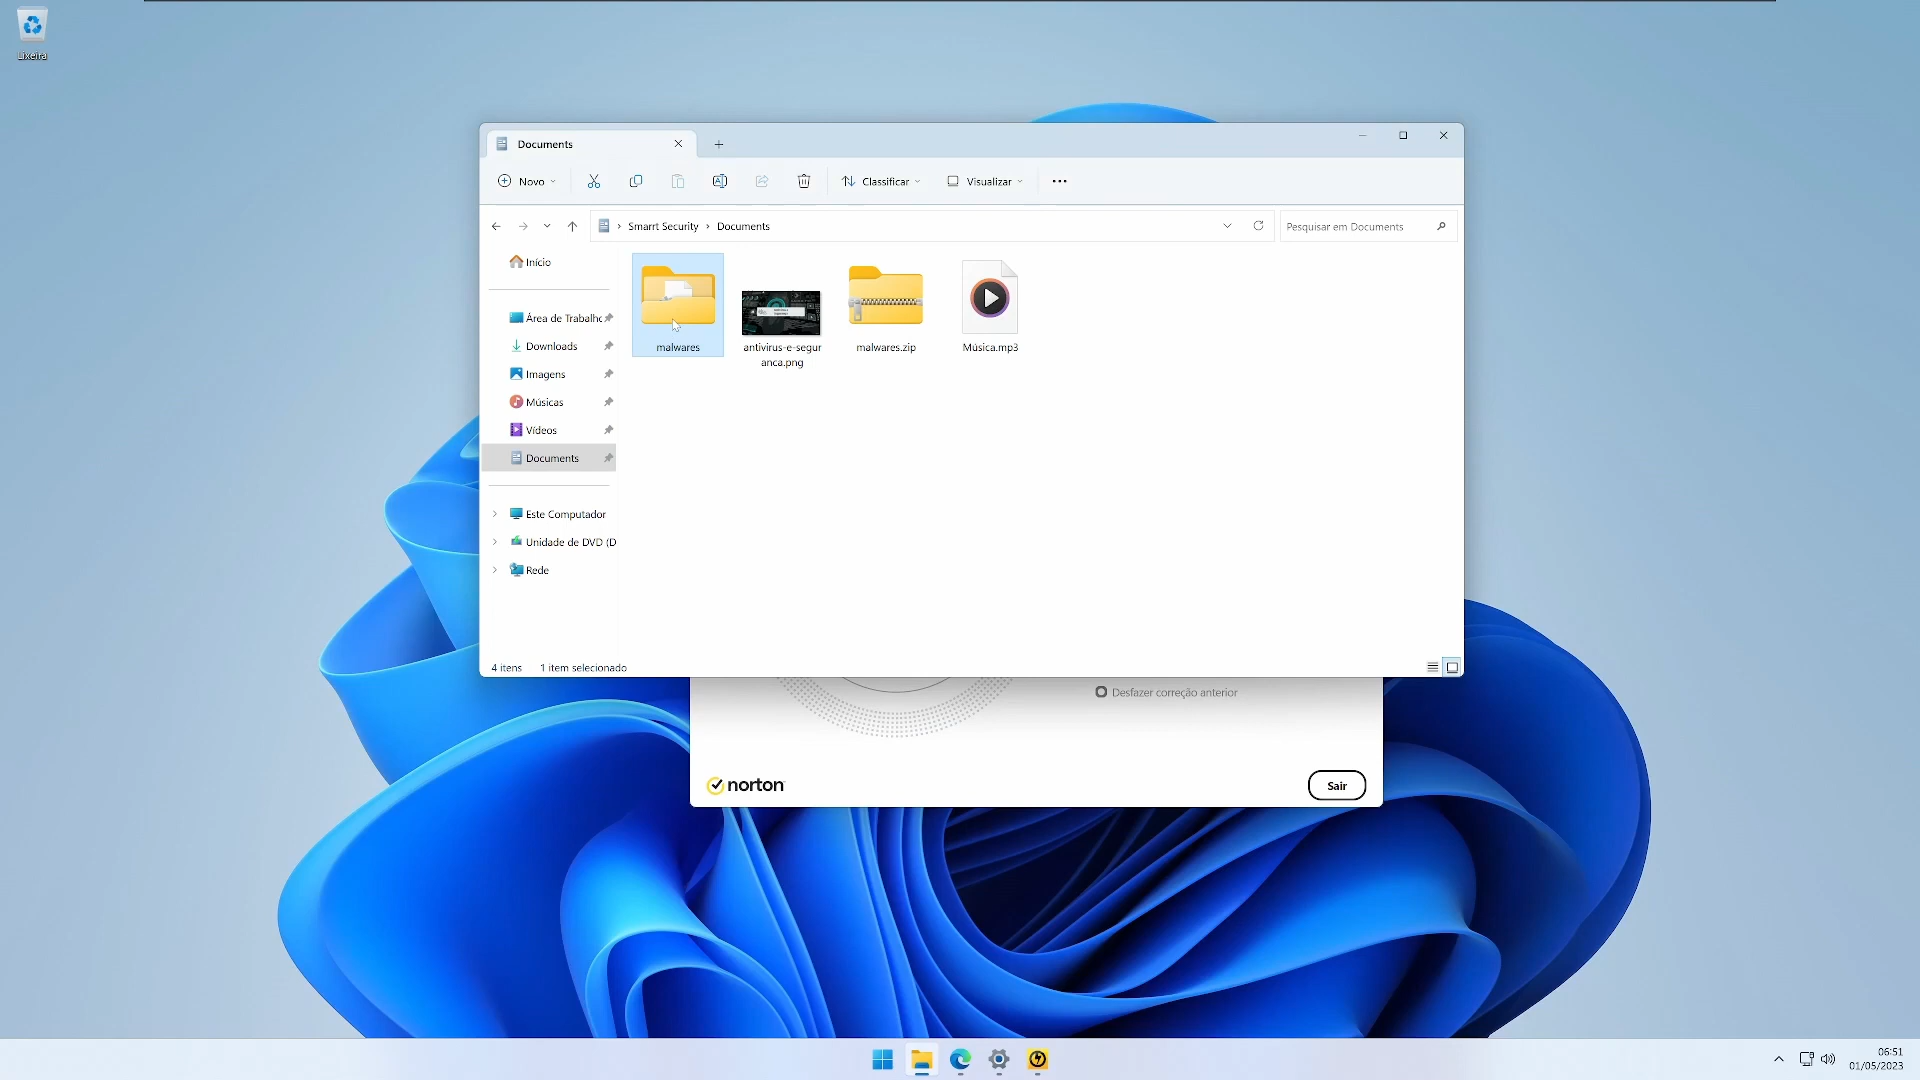 Lixeira
Documents
Novo
Classificar
Visualizar
Smarrt Security
Documents
Pesquisar em Documents
Início
Área de Trabalho
Downloads
Imagens
Músicas
Vídeos
Documents
Este Computador
Unidade de DVD (D
Rede
malwares
antivirus-e-segur
anca.png
malwares.zip
Música.mp3
4 itens
1 item selecionado
Desfazer correção anterior
norton
Sair
06:51
01/05/2023